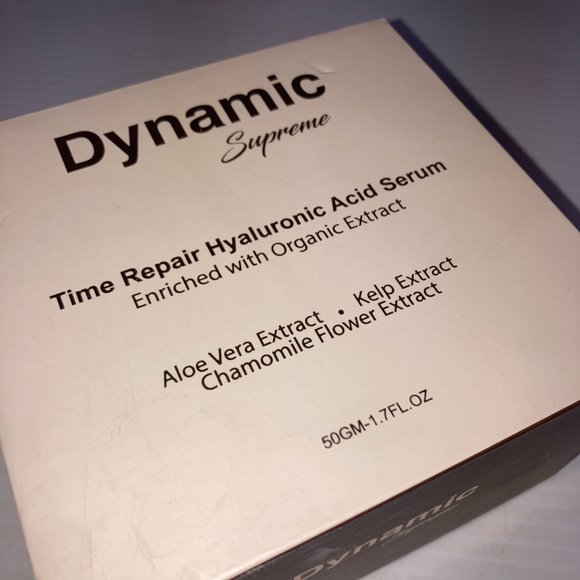 Dynamic
Supreme
Time Repair Hyaluronic Acid Serum
Enriched with Organic Extract
Aloe Vera Extract • Kelp Extract
Chamomile Flower Extract
50GM-1.7FL.OZ
Dynamic
Supreme